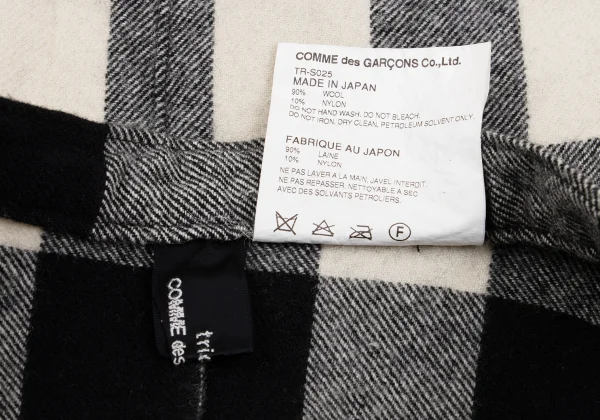 COMME des GARÇONS Co.,Ltd.
TR-S025
MADE IN JAPAN
90% WOOL
10% NYLON
DO NOT HAND WASH. DO NOT BLEACH.
DO NOT IRON. DRY CLEAN, PETROLEUM SOLVENT ONLY.
FABRIQUE AU JAPON
90% LAINE
10% NYLON
NE PAS LAVER A LA MAIN, JAVEL INTERDIT.
NE PAS REPASSER. NETTOYABLE A SEC
AVEC DES SOLVANTS PETROLIERS.
F
tric
COMME des